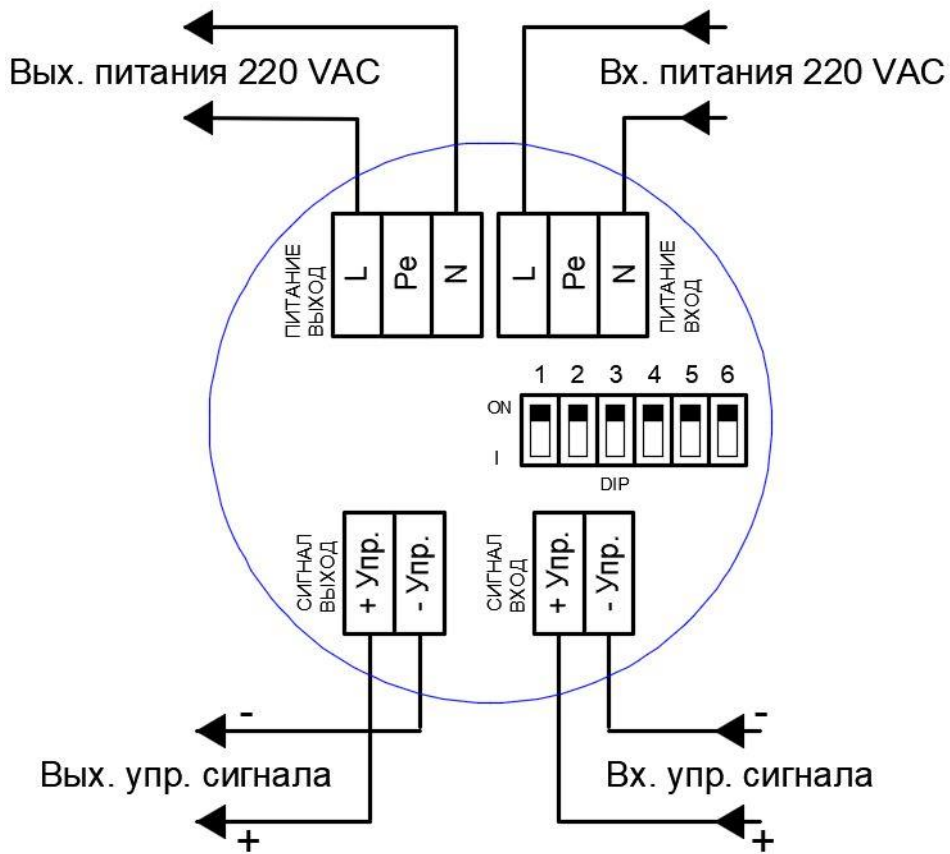 Вых. питания 220 VAC
Вх. питания 220 VAC
ПИТАНИЕ
ВЫХОД
L
Pe
N
L
Pe
N
ПИТАНИЕ
ВХОД
1 2 3 4 5 6
ON
I
DIP
СИГНАЛ
ВЫХОД
+ Упр.
- Упр.
СИГНАЛ
ВХОД
+ Упр.
- Упр.
-
Вых. упр. сигнала
+
-
Вх. упр. сигнала
+